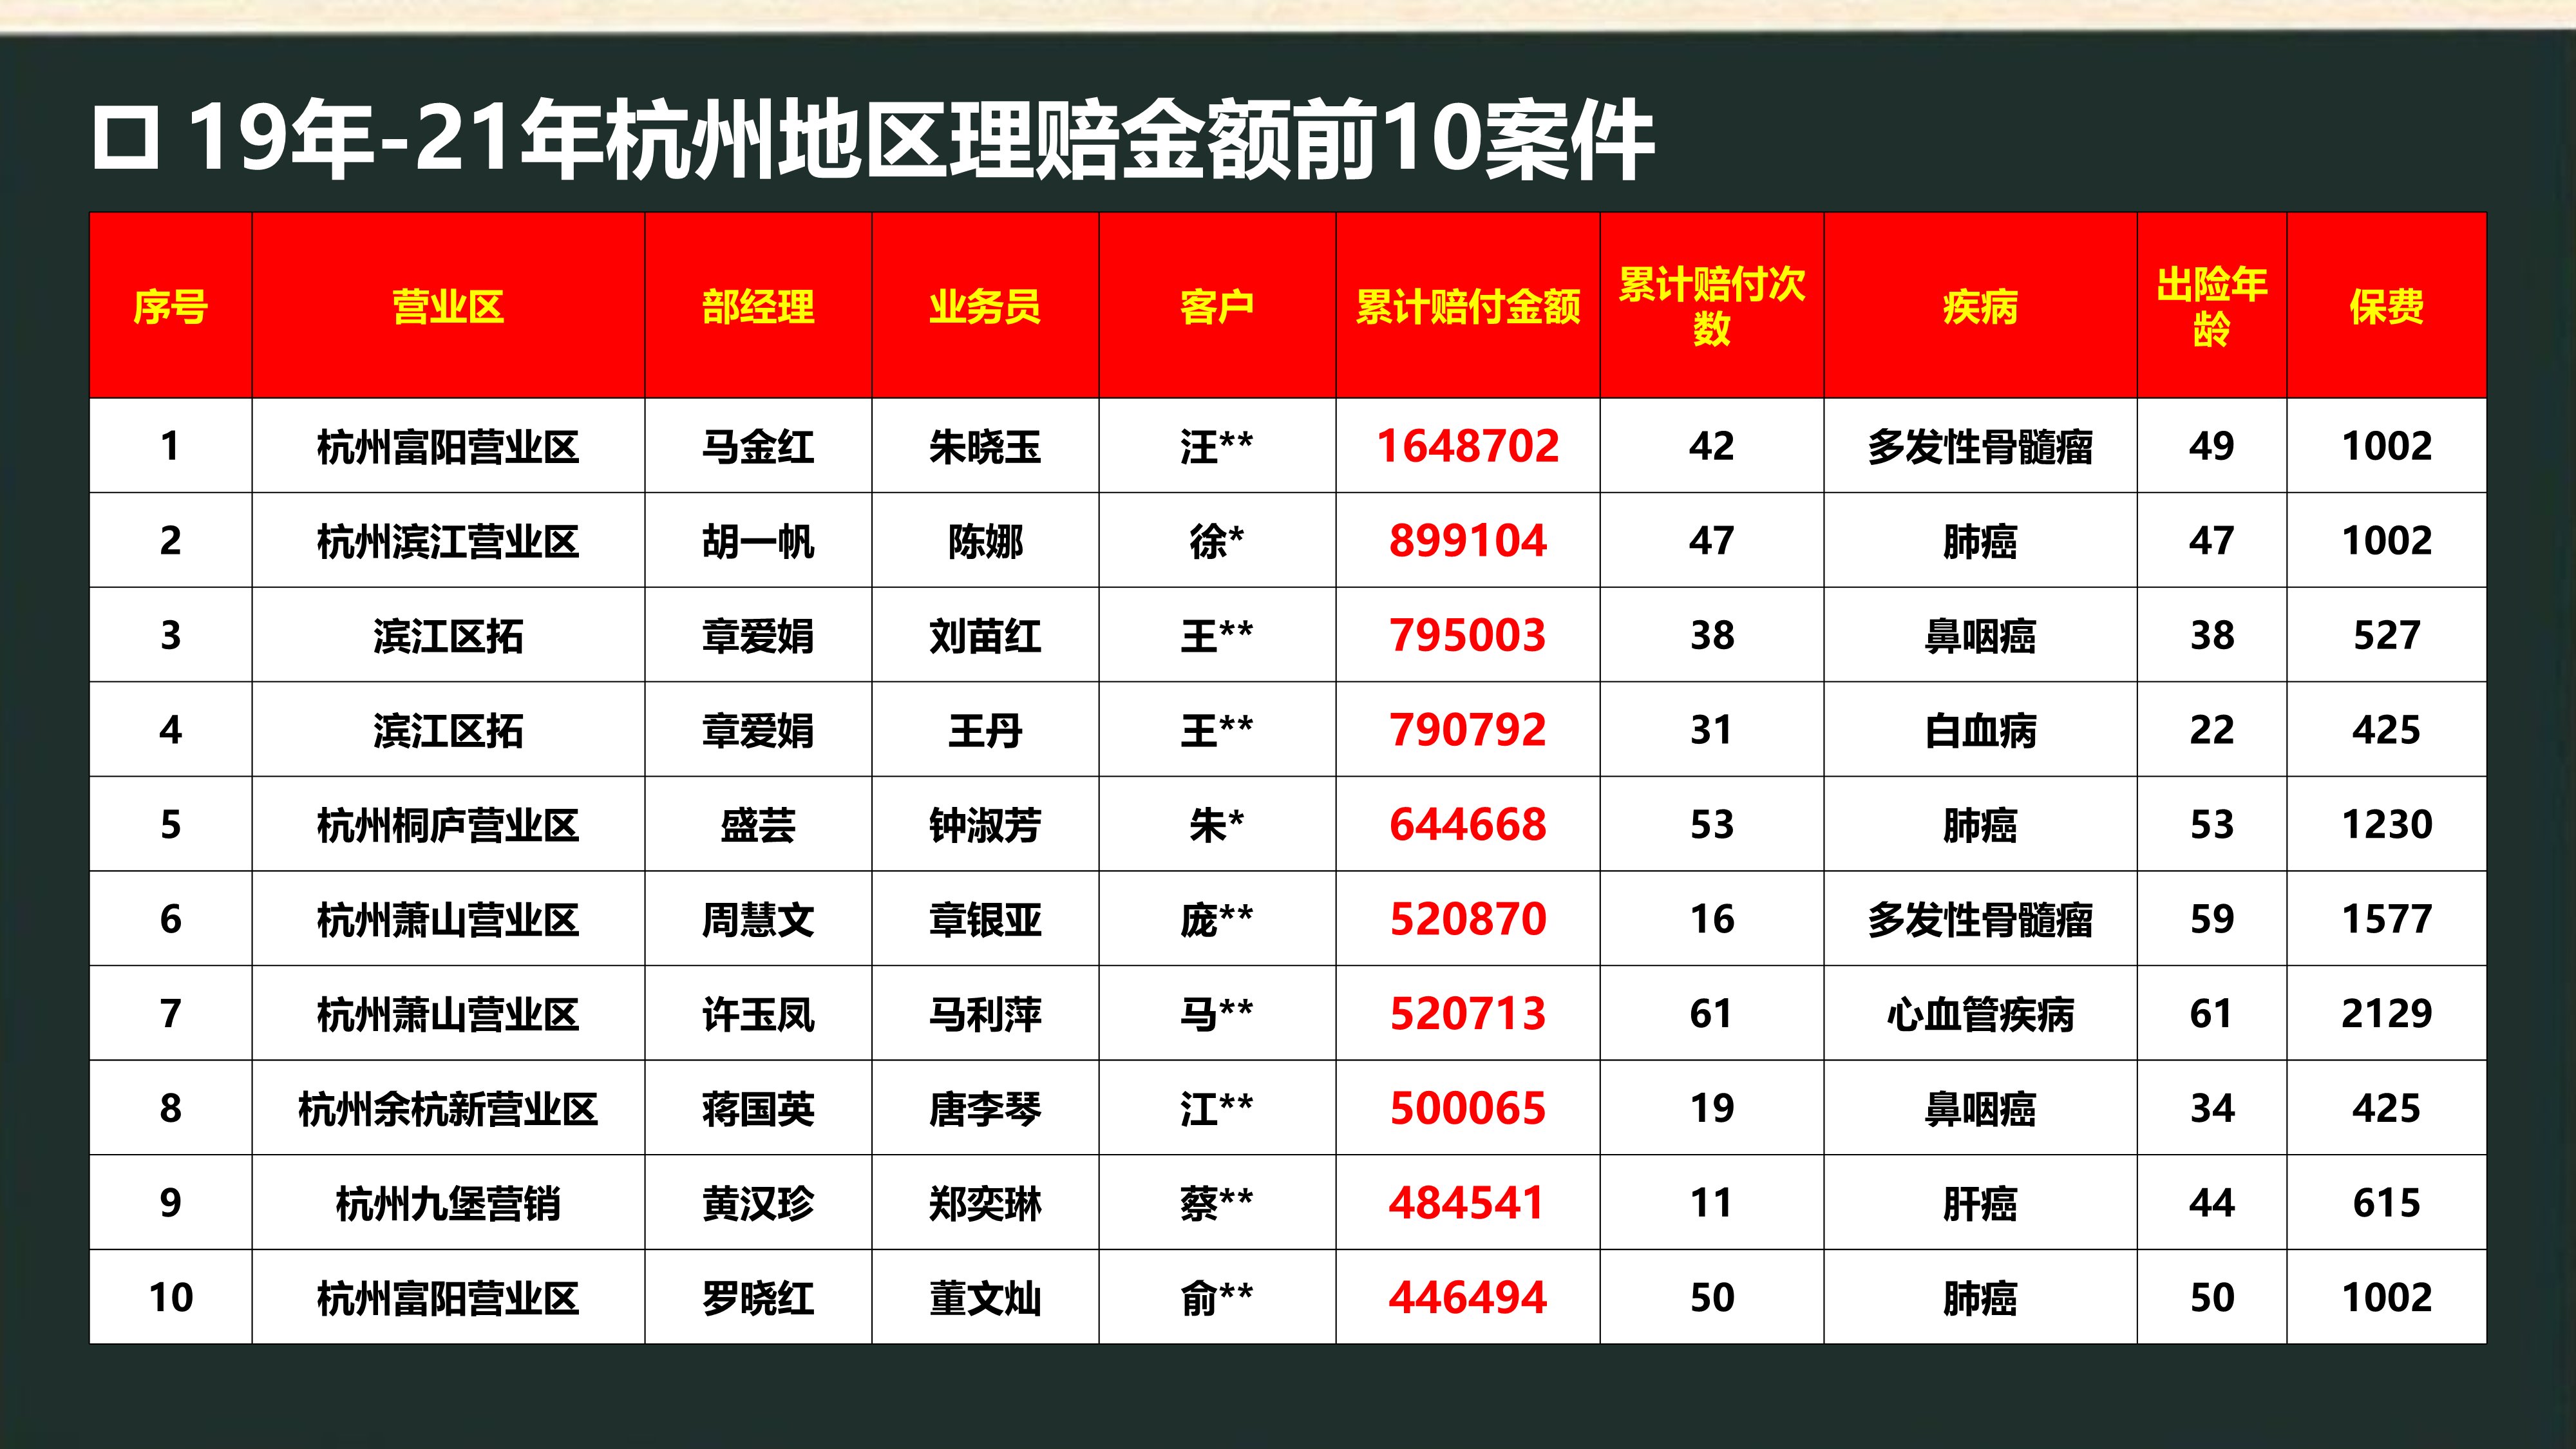 19年-21年杭州地区理赔金额前10案件
序号 营业区 部经理 业务员 客户 累计赔付金额 累计赔付次数 疾病 出险年龄 保费
1 杭州富阳营业区 马金红 朱晓玉 汪** 1648702 42 多发性骨髓瘤 49 1002
2 杭州滨江营业区 胡一帆 陈娜 徐* 899104 47 肺癌 47 1002
3 滨江区拓 章爱娟 刘苗红 王** 795003 38 鼻咽癌 38 527
4 滨江区拓 章爱娟 王丹 王** 790792 31 白血病 22 425
5 杭州桐庐营业区 盛芸 钟淑芳 朱* 644668 53 肺癌 53 1230
6 杭州萧山营业区 周慧文 章银亚 庞** 520870 16 多发性骨髓瘤 59 1577
7 杭州萧山营业区 许玉凤 马利萍 马** 520713 61 心血管疾病 61 2129
8 杭州余杭新营业区 蒋国英 唐李琴 江** 500065 19 鼻咽癌 34 425
9 杭州九堡营销 黄汉珍 郑奕琳 蔡** 484541 11 肝癌 44 615
10 杭州富阳营业区 罗晓红 董文灿 俞** 446494 50 肺癌 50 1002